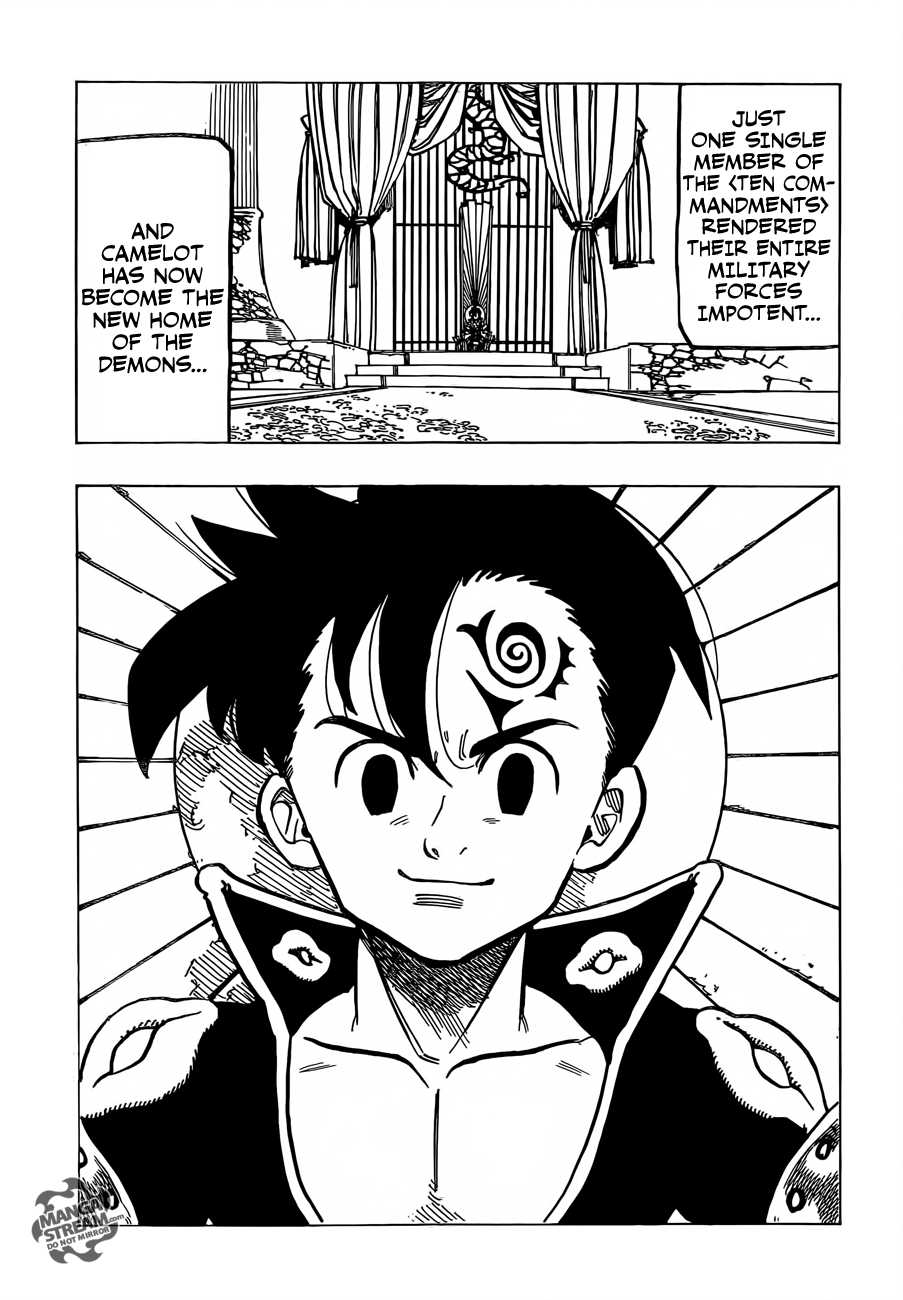 JUST
ONE SINGLE
MEMBER OF
THE <TEN COM-
MANDMENTS>
RENDERED
THEIR ENTIRE
MILITARY
FORCES
IMPOTENT...
AND
CAMELOT
HAS NOW
BECOME THE
NEW HOME
OF THE
DEMONS...
MANGA
STREAM.com
DO NOT MIRROR